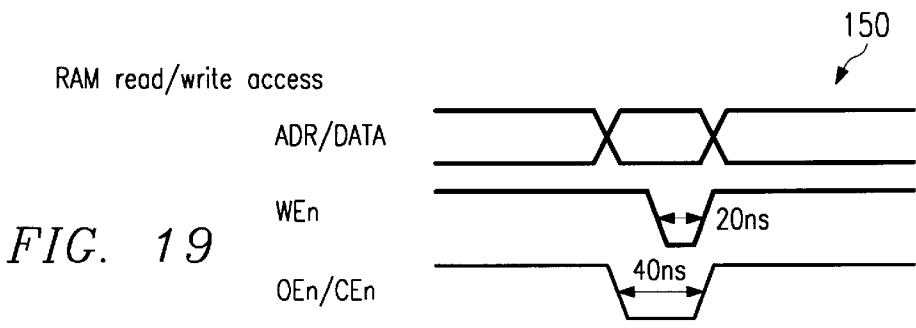 150
RAM read/write access
ADR/DATA
WEn
20ns
FIG. 19
40ns
OEn/CEn